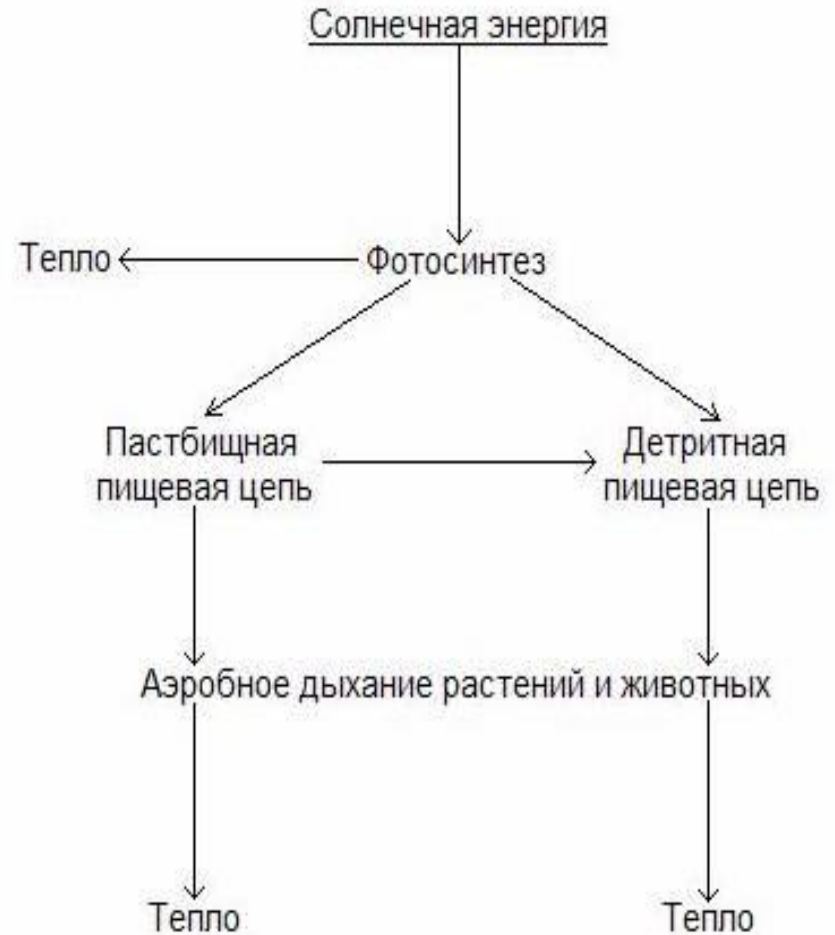 Солнечная энергия
Тепло
Фотосинтез
Пастбищная
пищевая цепь
Детритная
пищевая цепь
Аэробное дыхание растений и животных
Тепло
Тепло